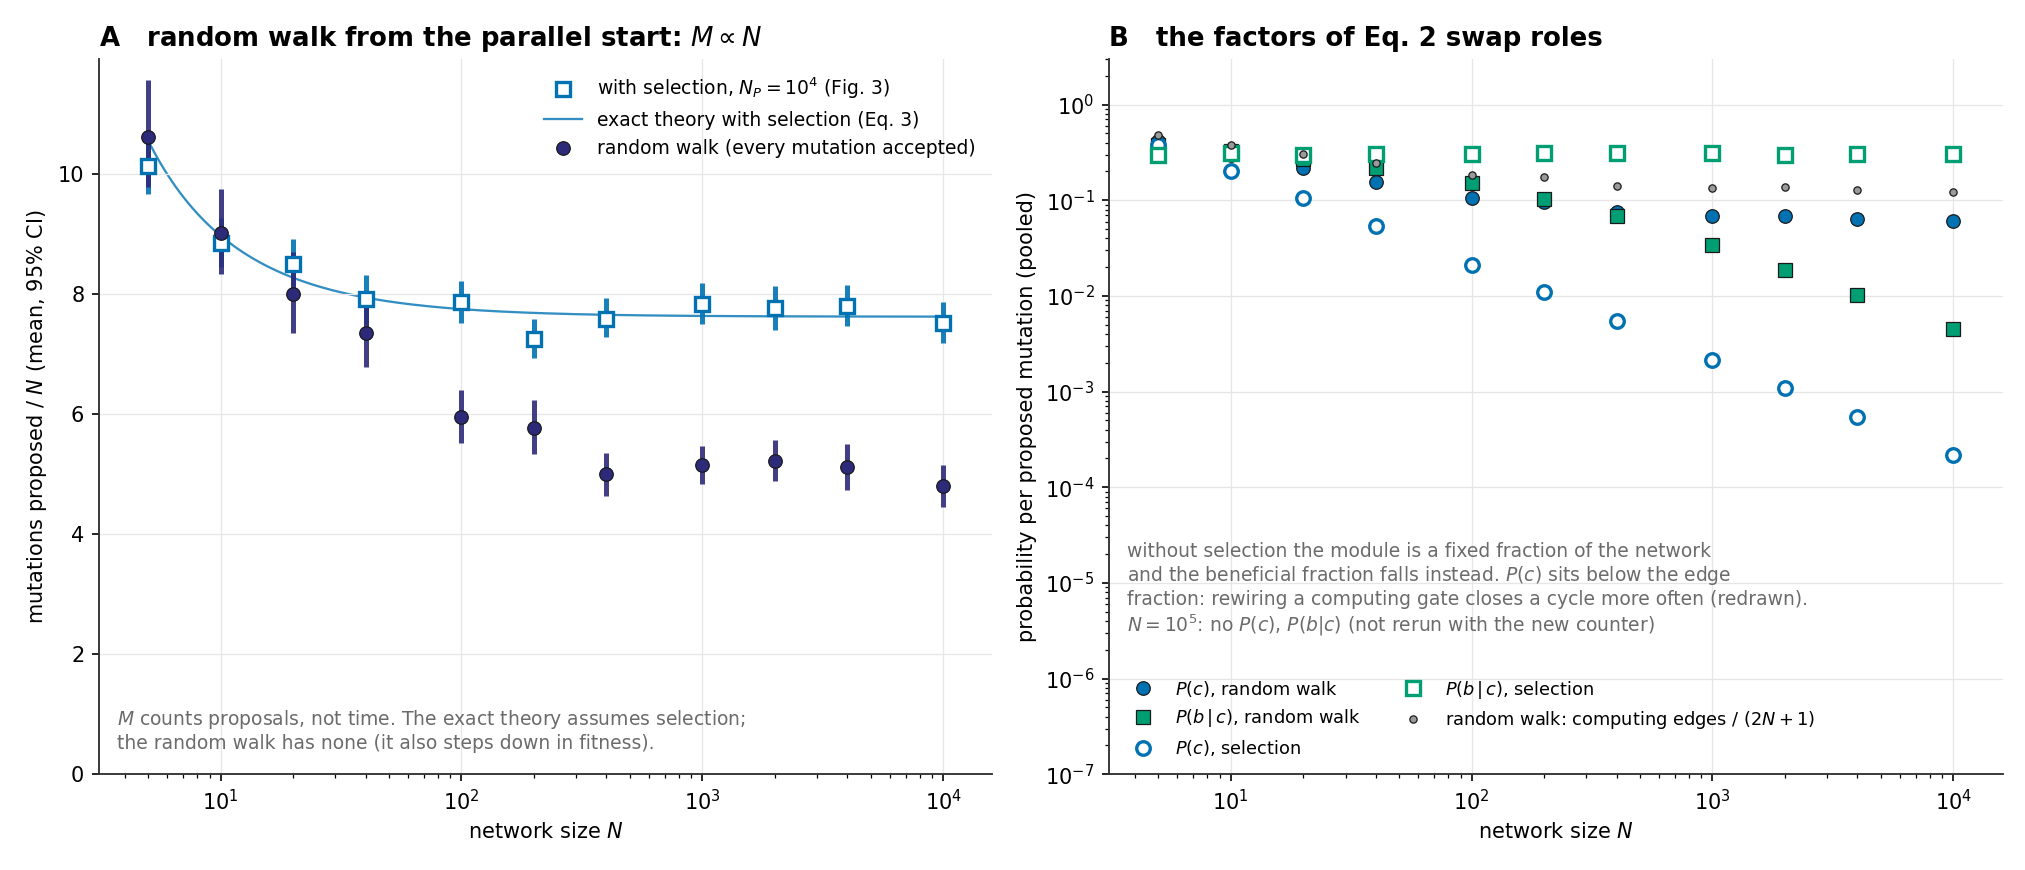 A random walk from the parallel start: M ∝ N
with selection, N_P = 10^4 (Fig. 3)
exact theory with selection (Eq. 3)
random walk (every mutation accepted)
mutations proposed / N (mean, 95% CI)
10
8
6
4
2
0
M counts proposals, not time. The exact theory assumes selection;
the random walk has none (it also steps down in fitness).
10^1
10^2
10^3
10^4
network size N
B the factors of Eq. 2 swap roles
probability per proposed mutation (pooled)
10^0
10^-1
10^-2
10^-3
10^-4
10^-5
10^-6
10^-7
without selection the module is a fixed fraction of the network
and the beneficial fraction falls instead. P(c) sits below the edge
fraction: rewiring a computing gate closes a cycle more often (redrawn).
N = 10^5: no P(c), P(b|c) (not rerun with the new counter)
P(c), random walk
P(b | c), random walk
P(c), selection
P(b | c), selection
random walk: computing edges / (2N + 1)
10^1
10^2
10^3
10^4
network size N